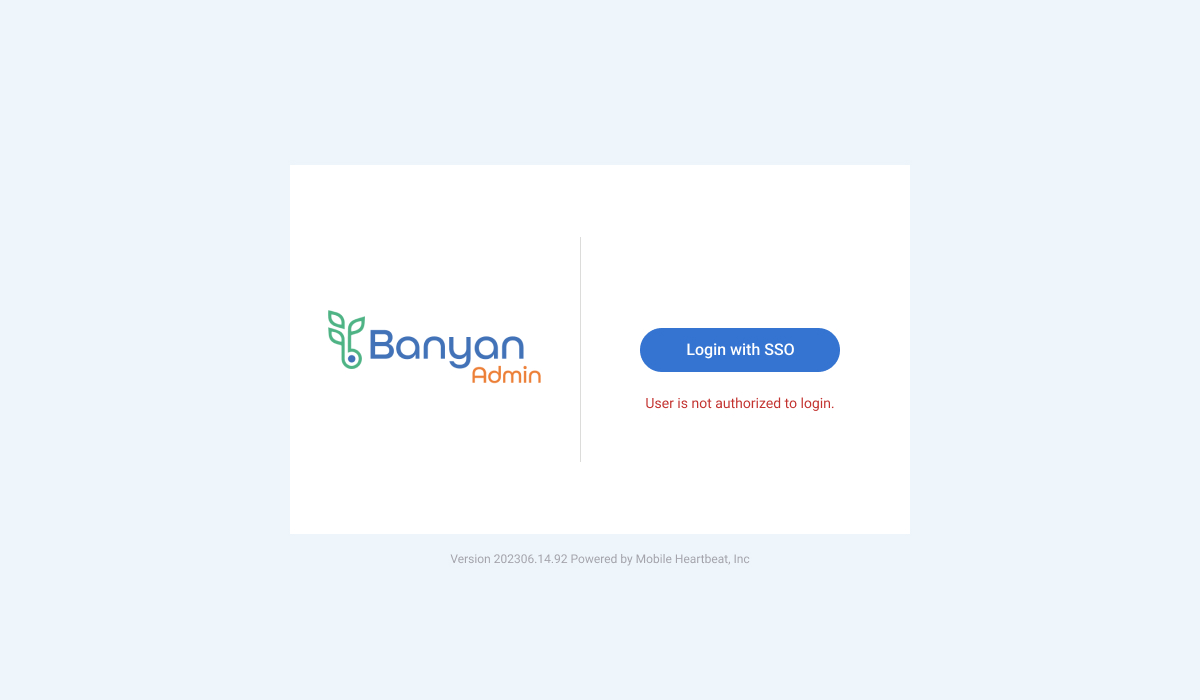 Banyan
Admin
Login with SSO
User is not authorized to login.
Version 202306.14.92 Powered by Mobile Heartbeat, Inc